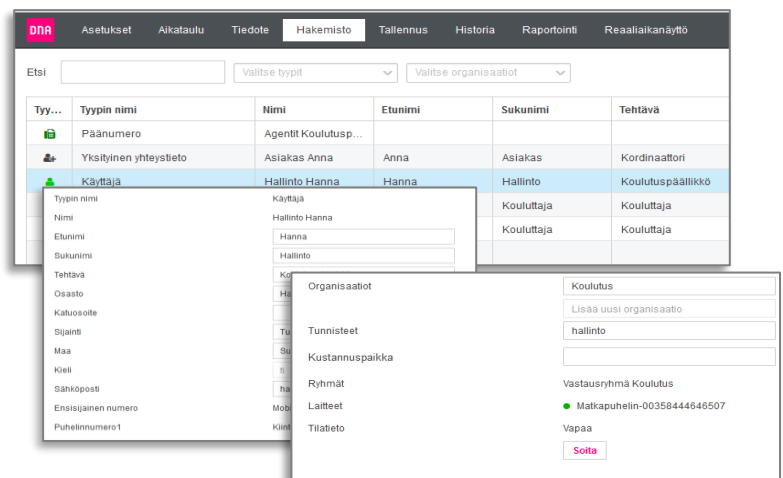 DNA Asetukset Aikataulu Tiedote Hakemisto Tallennus Historia Raportointi Reaaliaikanäyttö
Etsi Valitse tyypit Valitse organisaatiot
Tyy... Tyypin nimi Nimi Etunimi Sukunimi Tehtävä
Päänumero Agentit Koulutusp...
Yksityinen yhteystieto Asiakas Anna Anna Asiakas Kordinaattori
Käyttäjä Hallinto Hanna Hanna Hallinto Koulutuspäällikkö
Kouluttaja Kouluttaja
Kouluttaja Kouluttaja
Tyypin nimi Käyttäjä
Nimi Hallinto Hanna
Etunimi Hanna
Sukunimi Hallinto
Tehtävä
Osasto
Katuosoite
Sijainti
Maa
Kieli fi
Sähköposti
Ensisijainen numero
Puhelinnumero1
Organisaatiot Koulutus
Lisää uusi organisaatio
Tunnisteet hallinto
Kustannuspaikka
Ryhmät Vastausryhmä Koulutus
Laitteet Matkapuhelin-00358444646507
Tilatieto Vapaa
Soita